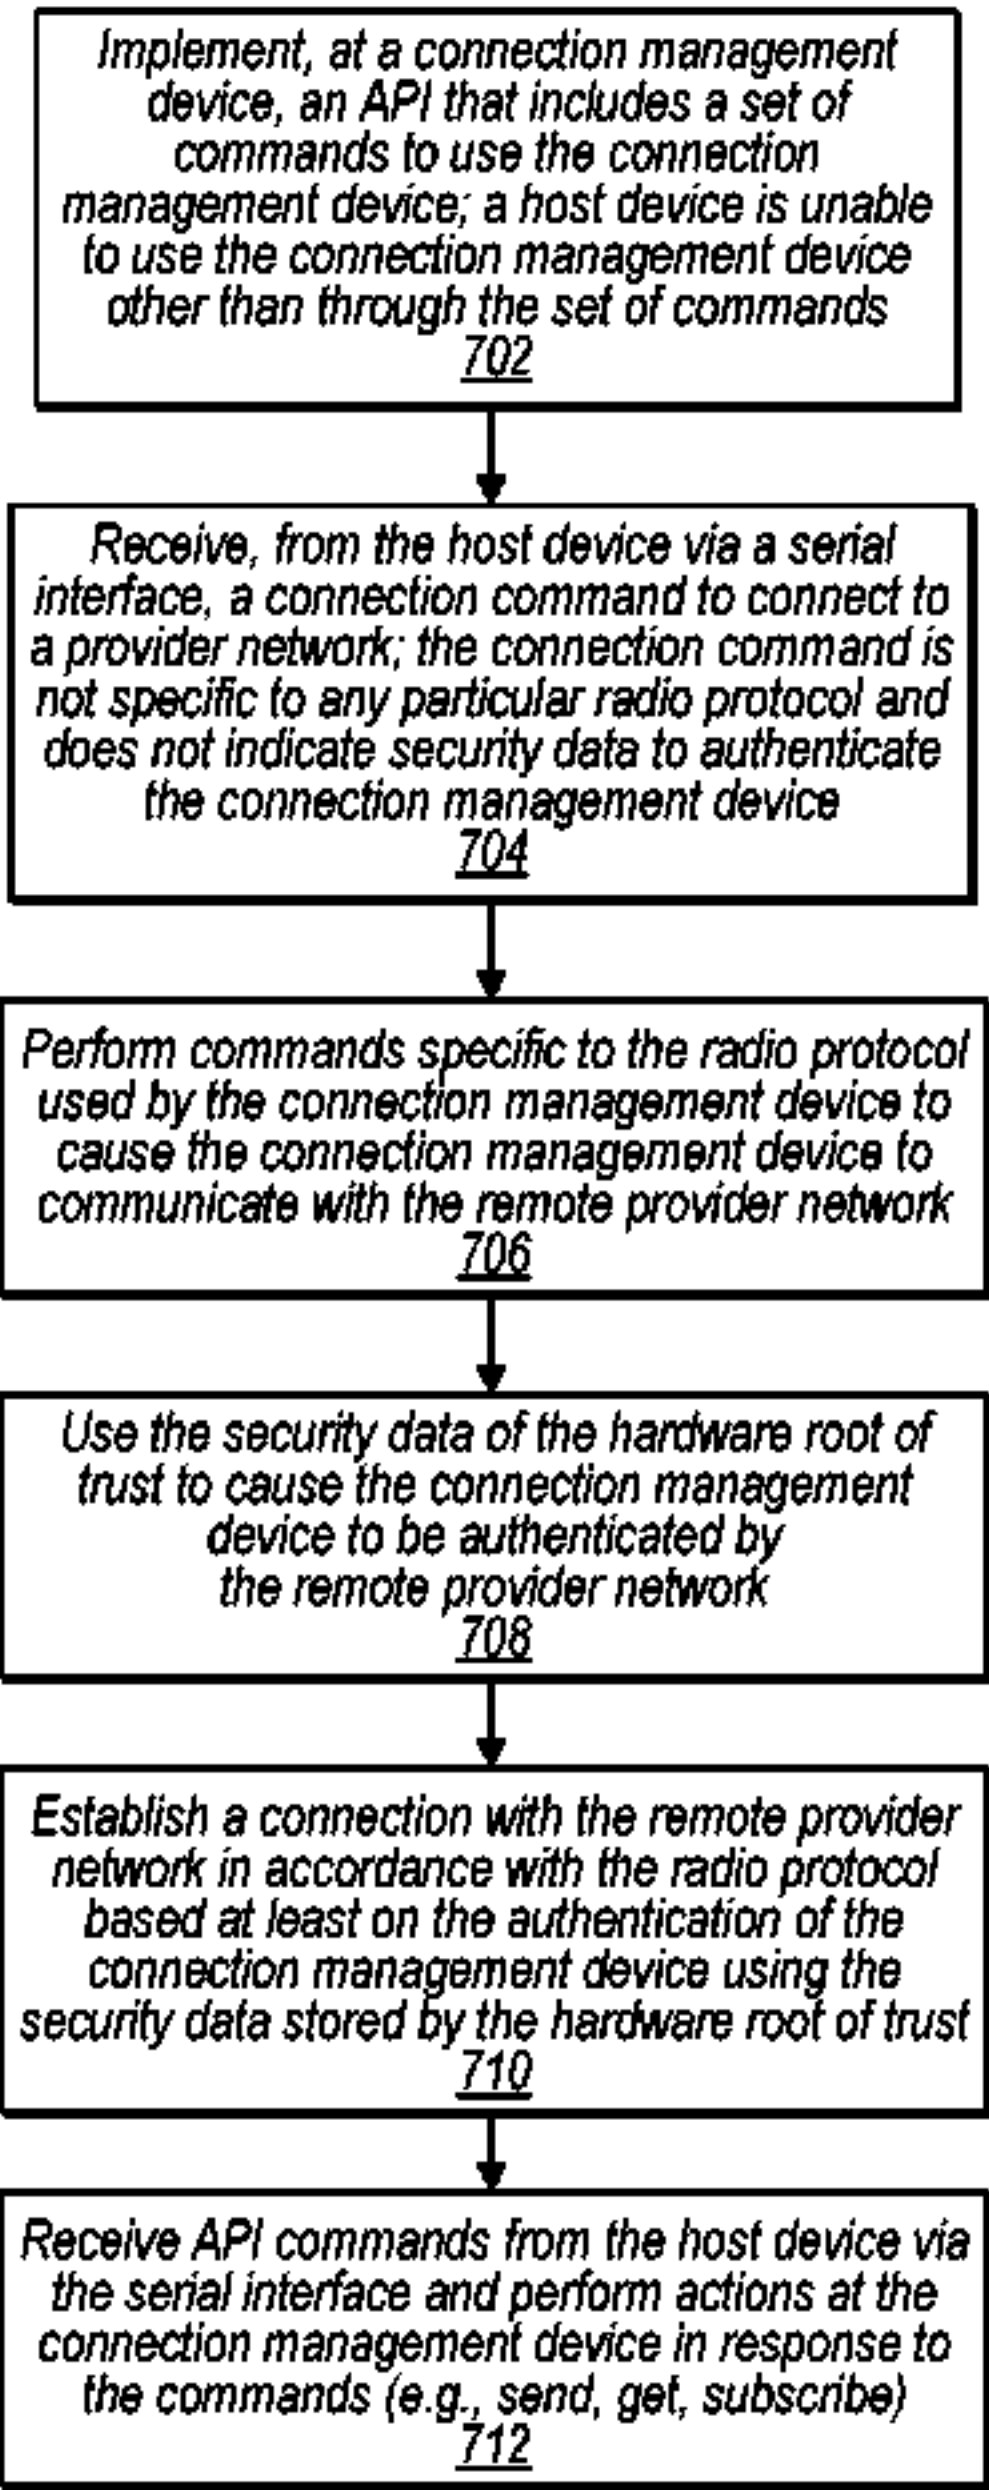 Implement, at a connection management
device, an API that includes a set of
commands to use the connection
management device; a host device is unable
to use the connection management device
other than through the set of commands
702
Receive, from the host device via a serial
interface, a connection command to connect to
a provider network; the connection command is
not specific to any particular radio protocol and
does not indicate security data to authenticate
the connection management device
704
Perform commands specific to the radio protocol
used by the connection management device to
cause the connection management device to
communicate with the remote provider network
706
Use the security data of the hardware root of
trust to cause the connection management
device to be authenticated by
the remote provider network
708
Establish a connection with the remote provider
network in accordance with the radio protocol
based at least on the authentication of the
connection management device using the
security data stored by the hardware root of trust
710
Receive API commands from the host device via
the serial interface and perform actions at the
connection management device in response to
the commands (e.g., send, get, subscribe)
712